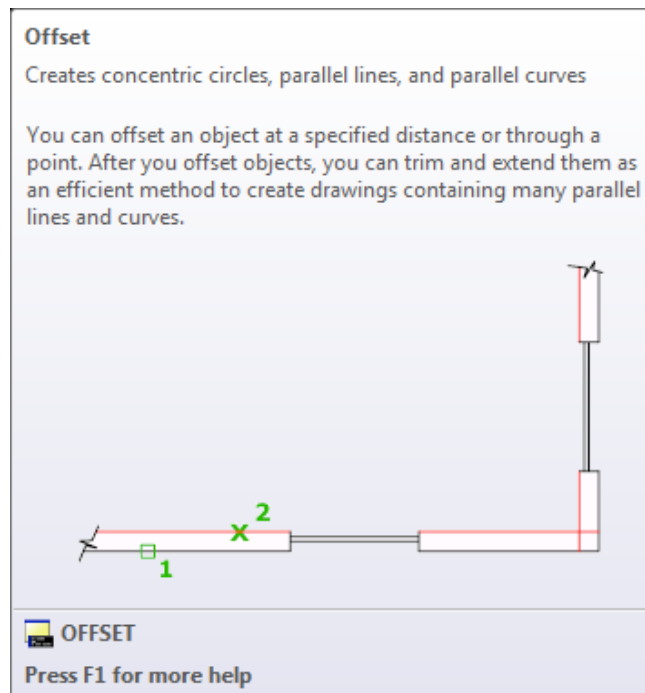 Offset
Creates concentric circles, parallel lines, and parallel curves
You can offset an object at a specified distance or through a
point. After you offset objects, you can trim and extend them as
an efficient method to create drawings containing many parallel
lines and curves.
2
1
OFFSET
Press F1 for more help